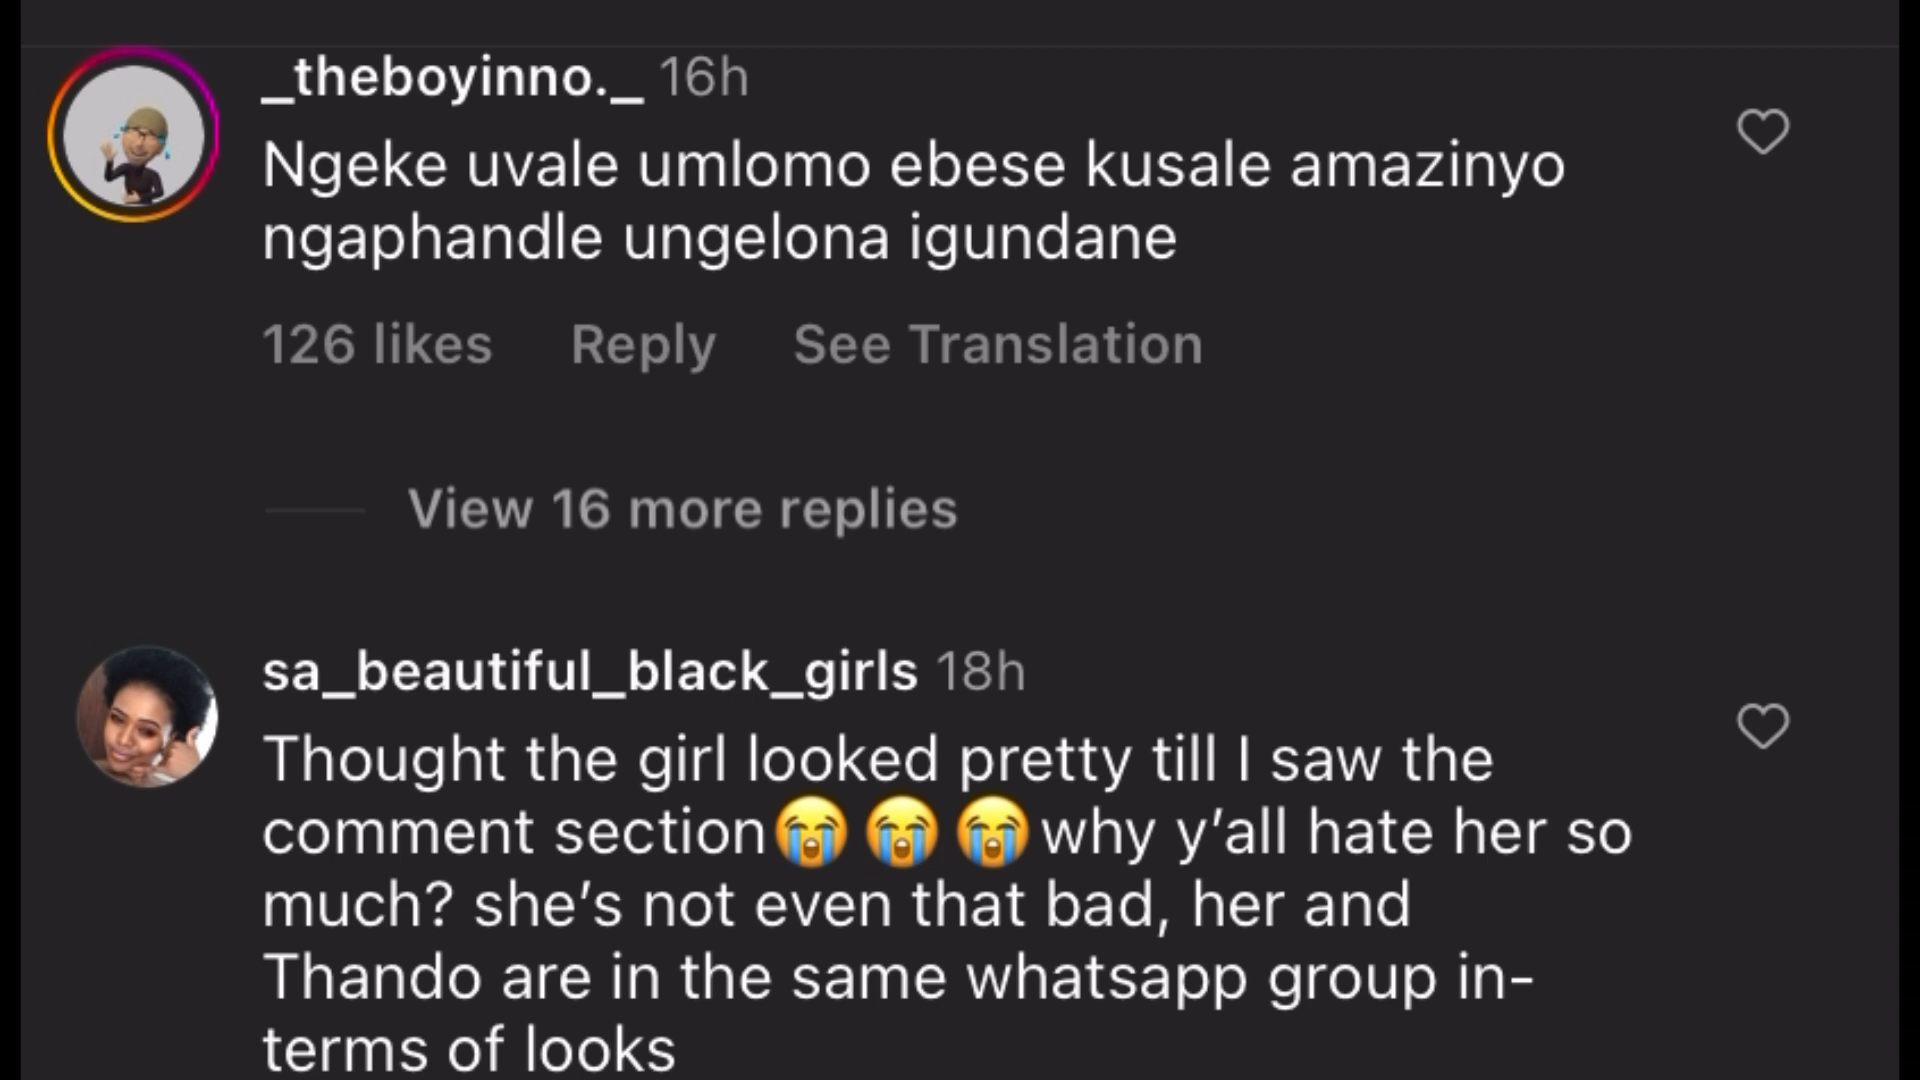 _theboyinno._ 16h
Ngeke uvale umlomo ebese kusale amazinyo
ngaphandle ungelona igundane
126 likes Reply See Translation
View 16 more replies
sa_beautiful_black_girls 18h
Thought the girl looked pretty till I saw the
comment section😭😭😭why y’all hate her so
much? she’s not even that bad, her and
Thando are in the same whatsapp group in-
terms of looks